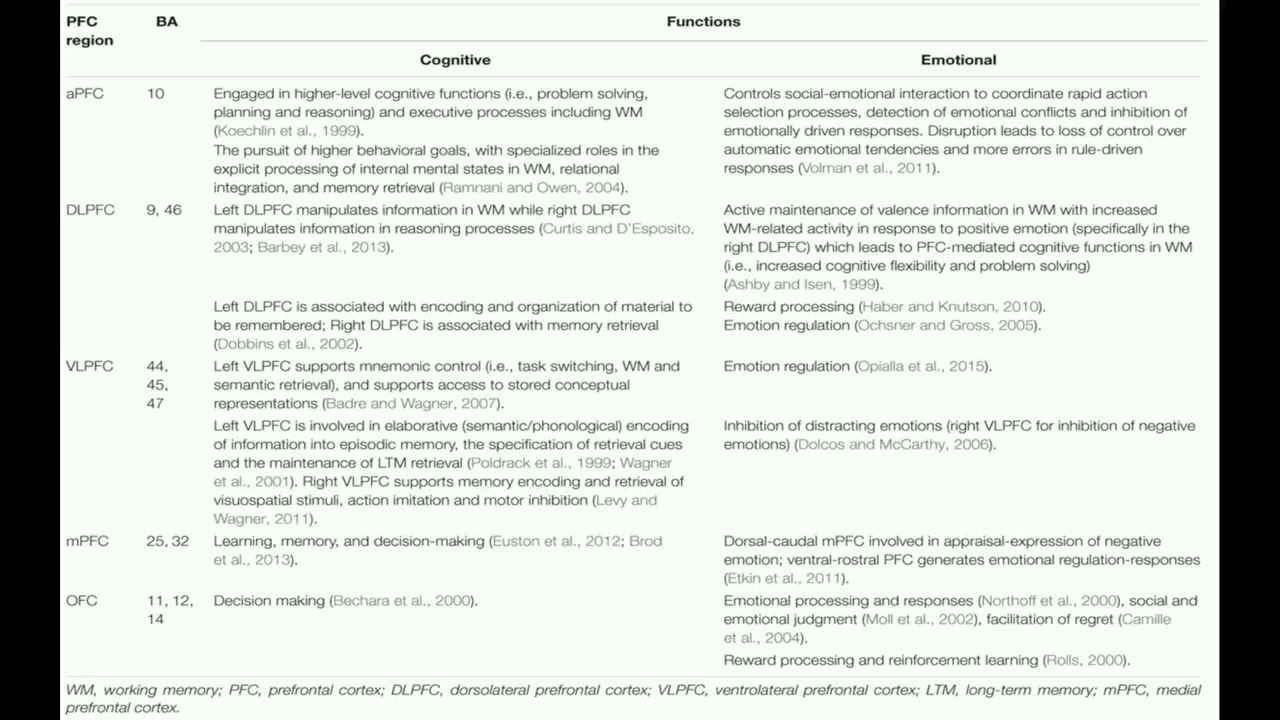 PFC region BA Functions
Cognitive Emotional
aPFC 10
Engaged in higher-level cognitive functions (i.e., problem solving,
planning and reasoning) and executive processes including WM
(Koechlin et al., 1999).
The pursuit of higher behavioral goals, with specialized roles in the
explicit processing of internal mental states in WM, relational
integration, and memory retrieval (Ramnani and Owen, 2004).
Controls social-emotional interaction to coordinate rapid action
selection processes, detection of emotional conflicts and inhibition of
emotionally driven responses. Disruption leads to loss of control over
automatic emotional tendencies and more errors in rule-driven
responses (Volman et al., 2011).
DLPFC 9, 46
Left DLPFC manipulates information in WM while right DLPFC
manipulates information in reasoning processes (Curtis and D'Esposito,
2003; Barbey et al., 2013).
Active maintenance of valence information in WM with increased
WM-related activity in response to positive emotion (specifically in the
right DLPFC) which leads to PFC-mediated cognitive functions in WM
(i.e., increased cognitive flexibility and problem solving)
(Ashby and Isen, 1999).
Left DLPFC is associated with encoding and organization of material to
be remembered; Right DLPFC is associated with memory retrieval
(Dobbins et al., 2002).
Reward processing (Haber and Knutson, 2010).
Emotion regulation (Ochsner and Gross, 2005).
VLPFC 44,
45,
47
Left VLPFC supports mnemonic control (i.e., task switching, WM and
semantic retrieval), and supports access to stored conceptual
representations (Badre and Wagner, 2007).
Emotion regulation (Opialla et al., 2015).
Left VLPFC is involved in elaborative (semantic/phonological) encoding
of information into episodic memory, the specification of retrieval cues
and the maintenance of LTM retrieval (Poldrack et al., 1999; Wagner
et al., 2001). Right VLPFC supports memory encoding and retrieval of
visuospatial stimuli, action imitation and motor inhibition (Levy and
Wagner, 2011).
Inhibition of distracting emotions (right VLPFC for inhibition of negative
emotions) (Dolcos and McCarthy, 2006).
mPFC 25, 32
Learning, memory, and decision-making (Euston et al., 2012; Brod
et al., 2013).
Dorsal-caudal mPFC involved in appraisal-expression of negative
emotion; ventral-rostral PFC generates emotional regulation-responses
(Etkin et al., 2011).
OFC 11, 12,
14
Decision making (Bechara et al., 2000).
Emotional processing and responses (Northoff et al., 2000), social and
emotional judgment (Moll et al., 2002), facilitation of regret (Camille
et al., 2004).
Reward processing and reinforcement learning (Rolls, 2000).
WM, working memory; PFC, prefrontal cortex; DLPFC, dorsolateral prefrontal cortex; VLPFC, ventrolateral prefrontal cortex; LTM, long-term memory; mPFC, medial
prefrontal cortex.